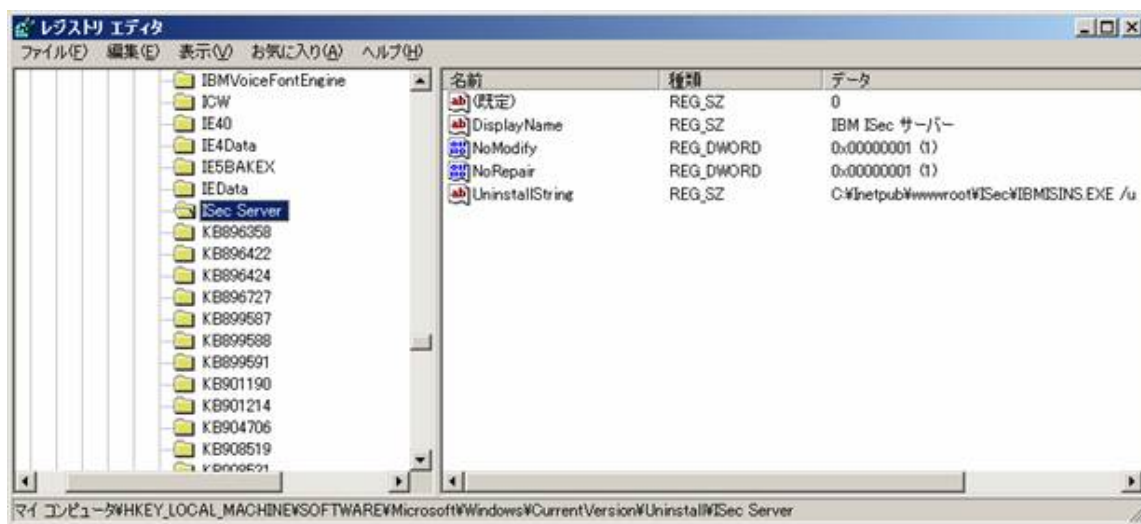 レジストリ エディタ
ファイル(F) 編集(E) 表示(V) お気に入り(A) ヘルプ(H)
IBMVoiceFontEngine
ICW
IE40
IE4Data
IE5BAKEX
IEData
ISec Server
KB896358
KB896422
KB896424
KB896727
KB899587
KB899588
KB899591
KB901190
KB901214
KB904706
KB908519
KB908531
名前 種類 データ
(既定) REG_SZ 0
DisplayName REG_SZ IBM ISec サーバー
NoModify REG_DWORD 0x00000001 (1)
NoRepair REG_DWORD 0x00000001 (1)
UninstallString REG_SZ C:¥Inetpub¥wwwroot¥ISec¥IBMISINS.EXE /u
マイ コンピュータ¥HKEY_LOCAL_MACHINE¥SOFTWARE¥Microsoft¥Windows¥CurrentVersion¥Uninstall¥ISec Server